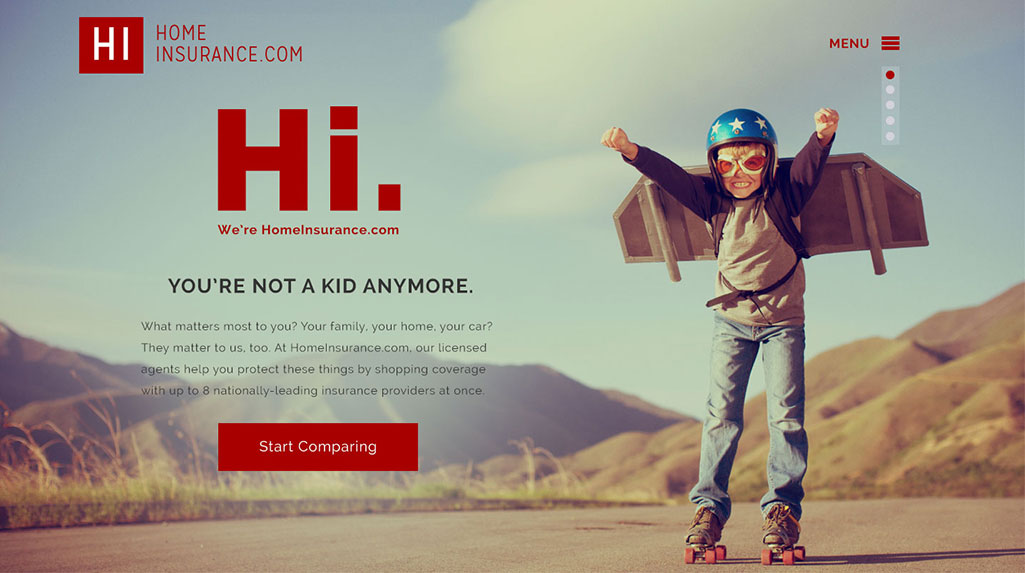 HI
HOME
INSURANCE.COM
MENU
Hi.
We're HomeInsurance.com
YOU'RE NOT A KID ANYMORE.
What matters most to you? Your family, your home, your car?
They matter to us, too. At HomeInsurance.com, our licensed
agents help you protect these things by shopping coverage
with up to 8 nationally-leading insurance providers at once.
Start Comparing